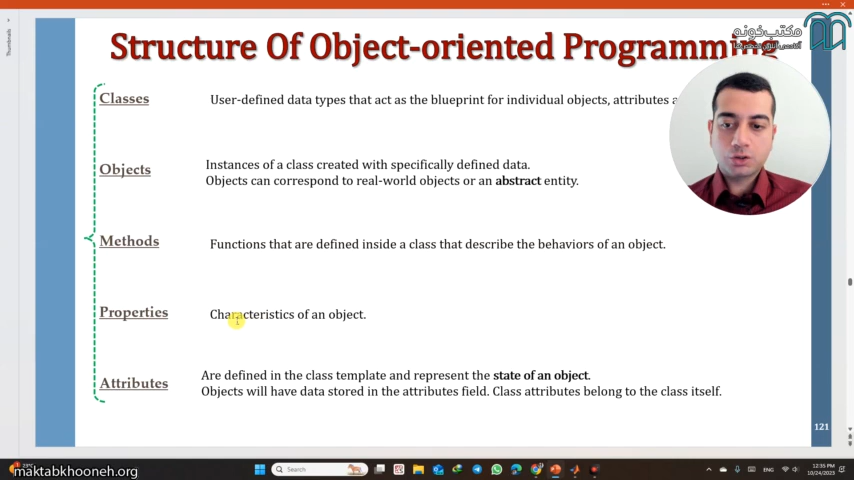 Thumbnails
مکتب خونه
Structure Of Object-oriented Programming
Classes
User-defined data types that act as the blueprint for individual objects, attributes a
Objects
Instances of a class created with specifically defined data.
Objects can correspond to real-world objects or an abstract entity.
Methods
Functions that are defined inside a class that describe the behaviors of an object.
Properties
Characteristics of an object.
Attributes
Are defined in the class template and represent the state of an object.
Objects will have data stored in the attributes field. Class attributes belong to the class itself.
121
maktabkhooneh.org
23°C
Search
ENG
12:35 PM
10/24/2023